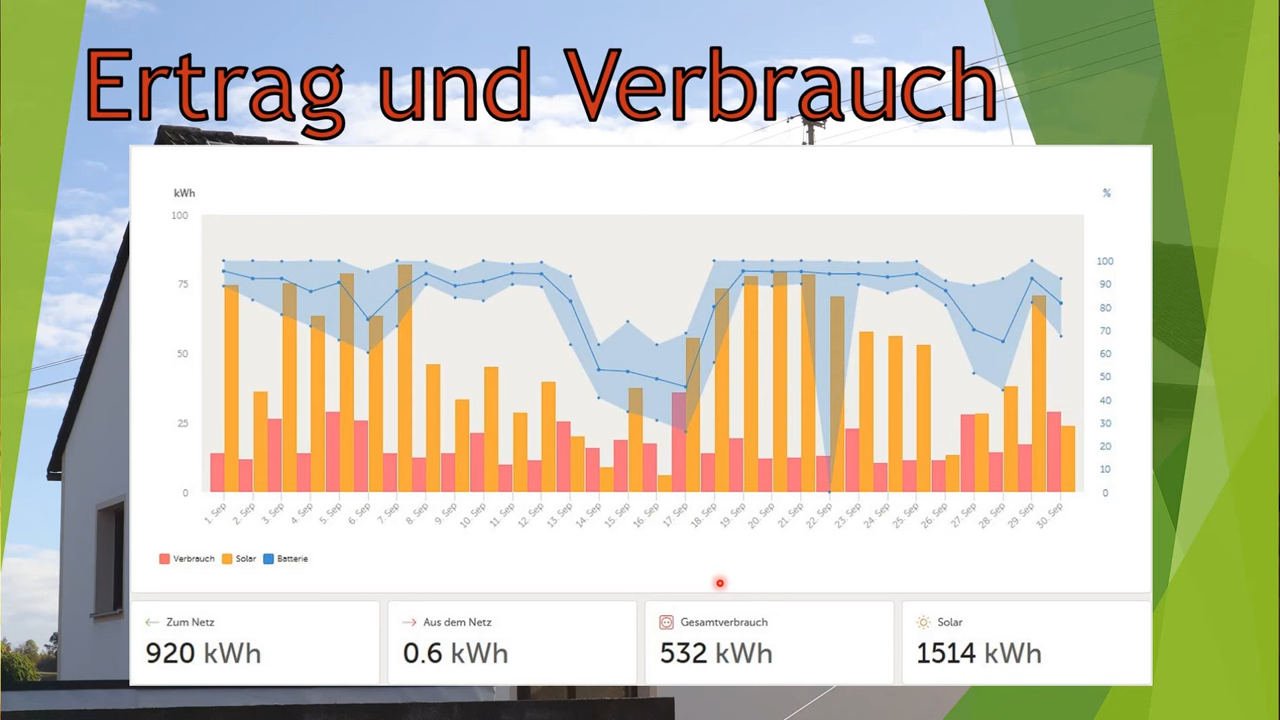 Ertrag und Verbrauch
kWh %
100
75
50
25
0
100
90
80
70
60
50
40
30
20
10
0
1. Sep 2. Sep 3. Sep 4. Sep 5. Sep 6. Sep 7. Sep 8. Sep 9. Sep 10. Sep 11. Sep 12. Sep 13. Sep 14. Sep 15. Sep 16. Sep 17. Sep 18. Sep 19. Sep 20. Sep 21. Sep 22. Sep 23. Sep 24. Sep 25. Sep 26. Sep 27. Sep 28. Sep 29. Sep 30. Sep
Verbrauch Solar Batterie
Zum Netz
920 kWh
Aus dem Netz
0.6 kWh
Gesamtverbrauch
532 kWh
Solar
1514 kWh